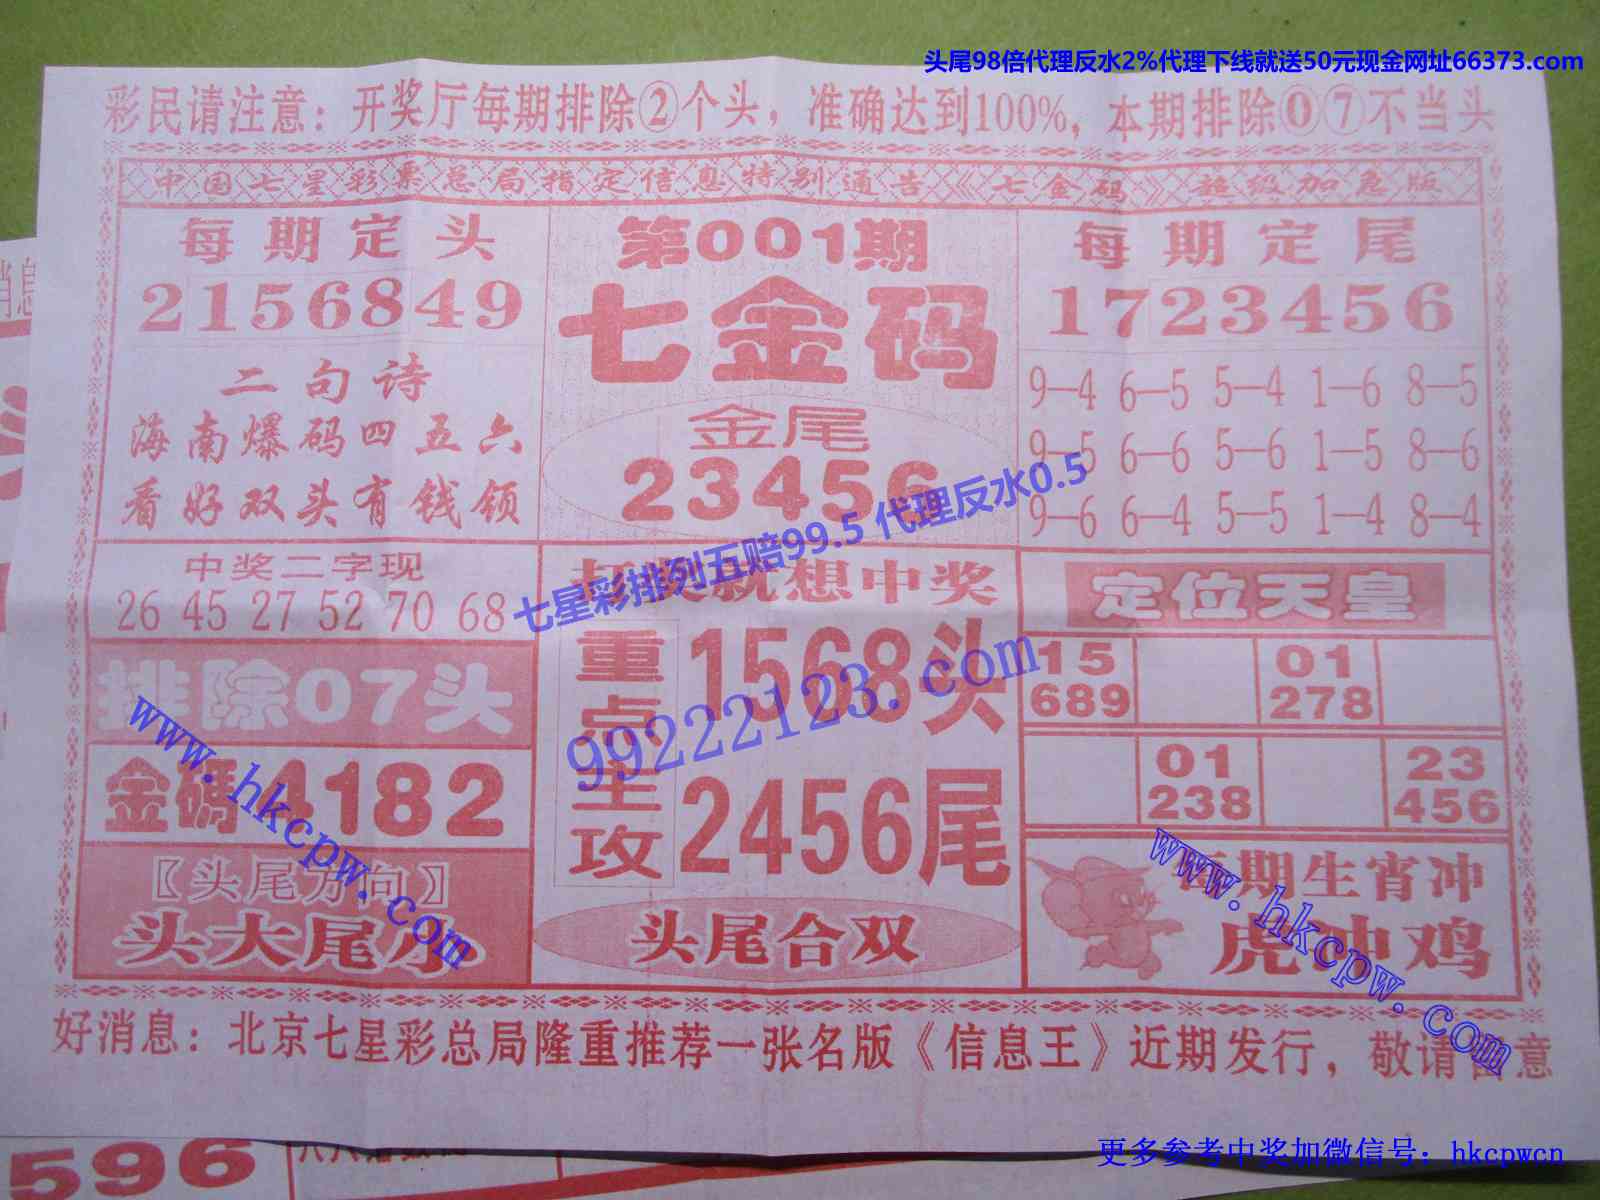 头尾98倍代理反水2%代理下线就送50元现金网址66373.com
彩民请注意：开奖厅每期排除②个头，准确达到100%，本期排除⓪⑦不当头
中国七星彩票总局指定信息特别通告《七金码》超级加急版
每期定头
2156849
二句诗
海南爆码四五六
看好双头有钱领
第001期
七金码
金尾
23456
每期定尾
1723456
9—4 6—5 5—4 1—6 8—5
9—5 6—6 5—6 1—5 8—6
9—6 6—4 5—5 1—4 8—4
七星彩排列五赔99.5 代理反水0.5
99222123.com
中奖二字现
26 45 27 52 70 68
排除07头
金碼4182
【头尾方向】
头大尾小
就想中奖
重点主攻
1568头
2456尾
头尾合双
定位天皇
15 01
689 278
01 23
238 456
每期生肖冲
虎冲鸡
www.hkcpw.com
www.hkcpw.com
好消息：北京七星彩总局隆重推荐一张名版《信息王》近期发行，敬请留意
更多参考中奖加微信号：hkcpwcn
596
消息